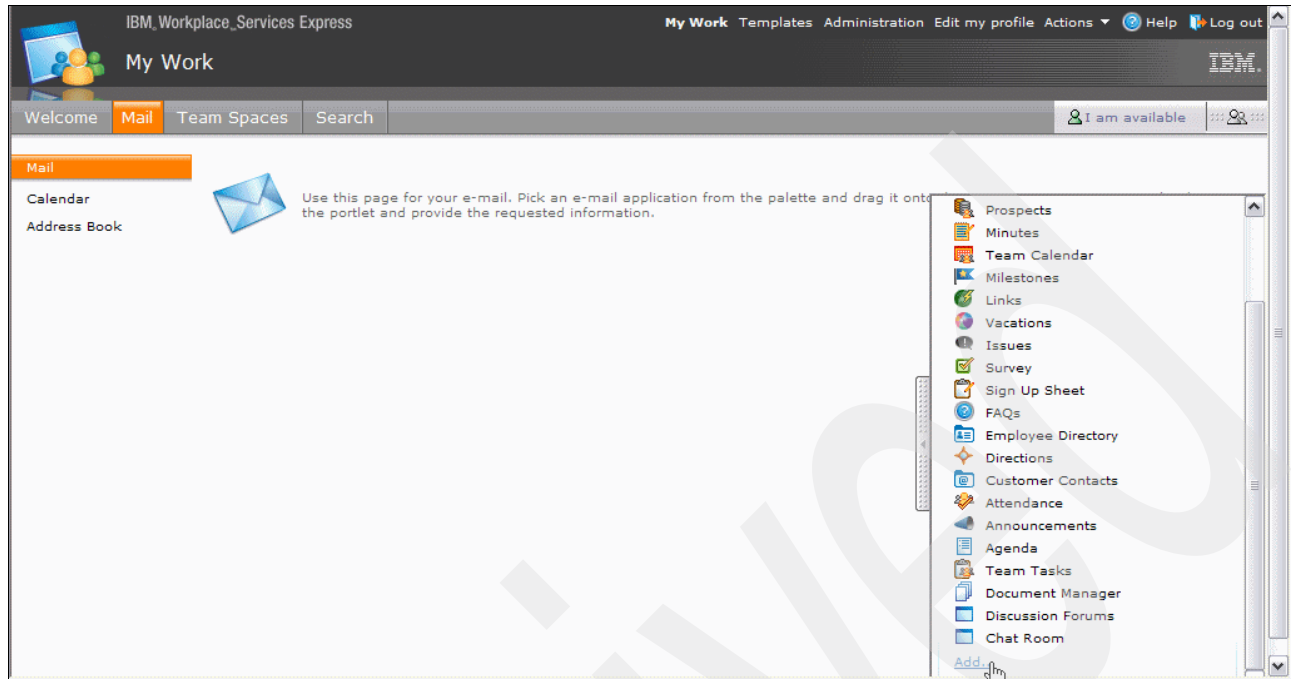 IBM_Workplace_Services Express
My Work Templates Administration Edit my profile Actions Help Log out
My Work
IBM.
Welcome Mail Team Spaces Search
I am available
Mail
Calendar
Address Book
Use this page for your e-mail. Pick an e-mail application from the palette and drag it onto
the portlet and provide the requested information.
Prospects
Minutes
Team Calendar
Milestones
Links
Vacations
Issues
Survey
Sign Up Sheet
FAQs
Employee Directory
Directions
Customer Contacts
Attendance
Announcements
Agenda
Team Tasks
Document Manager
Discussion Forums
Chat Room
Add...